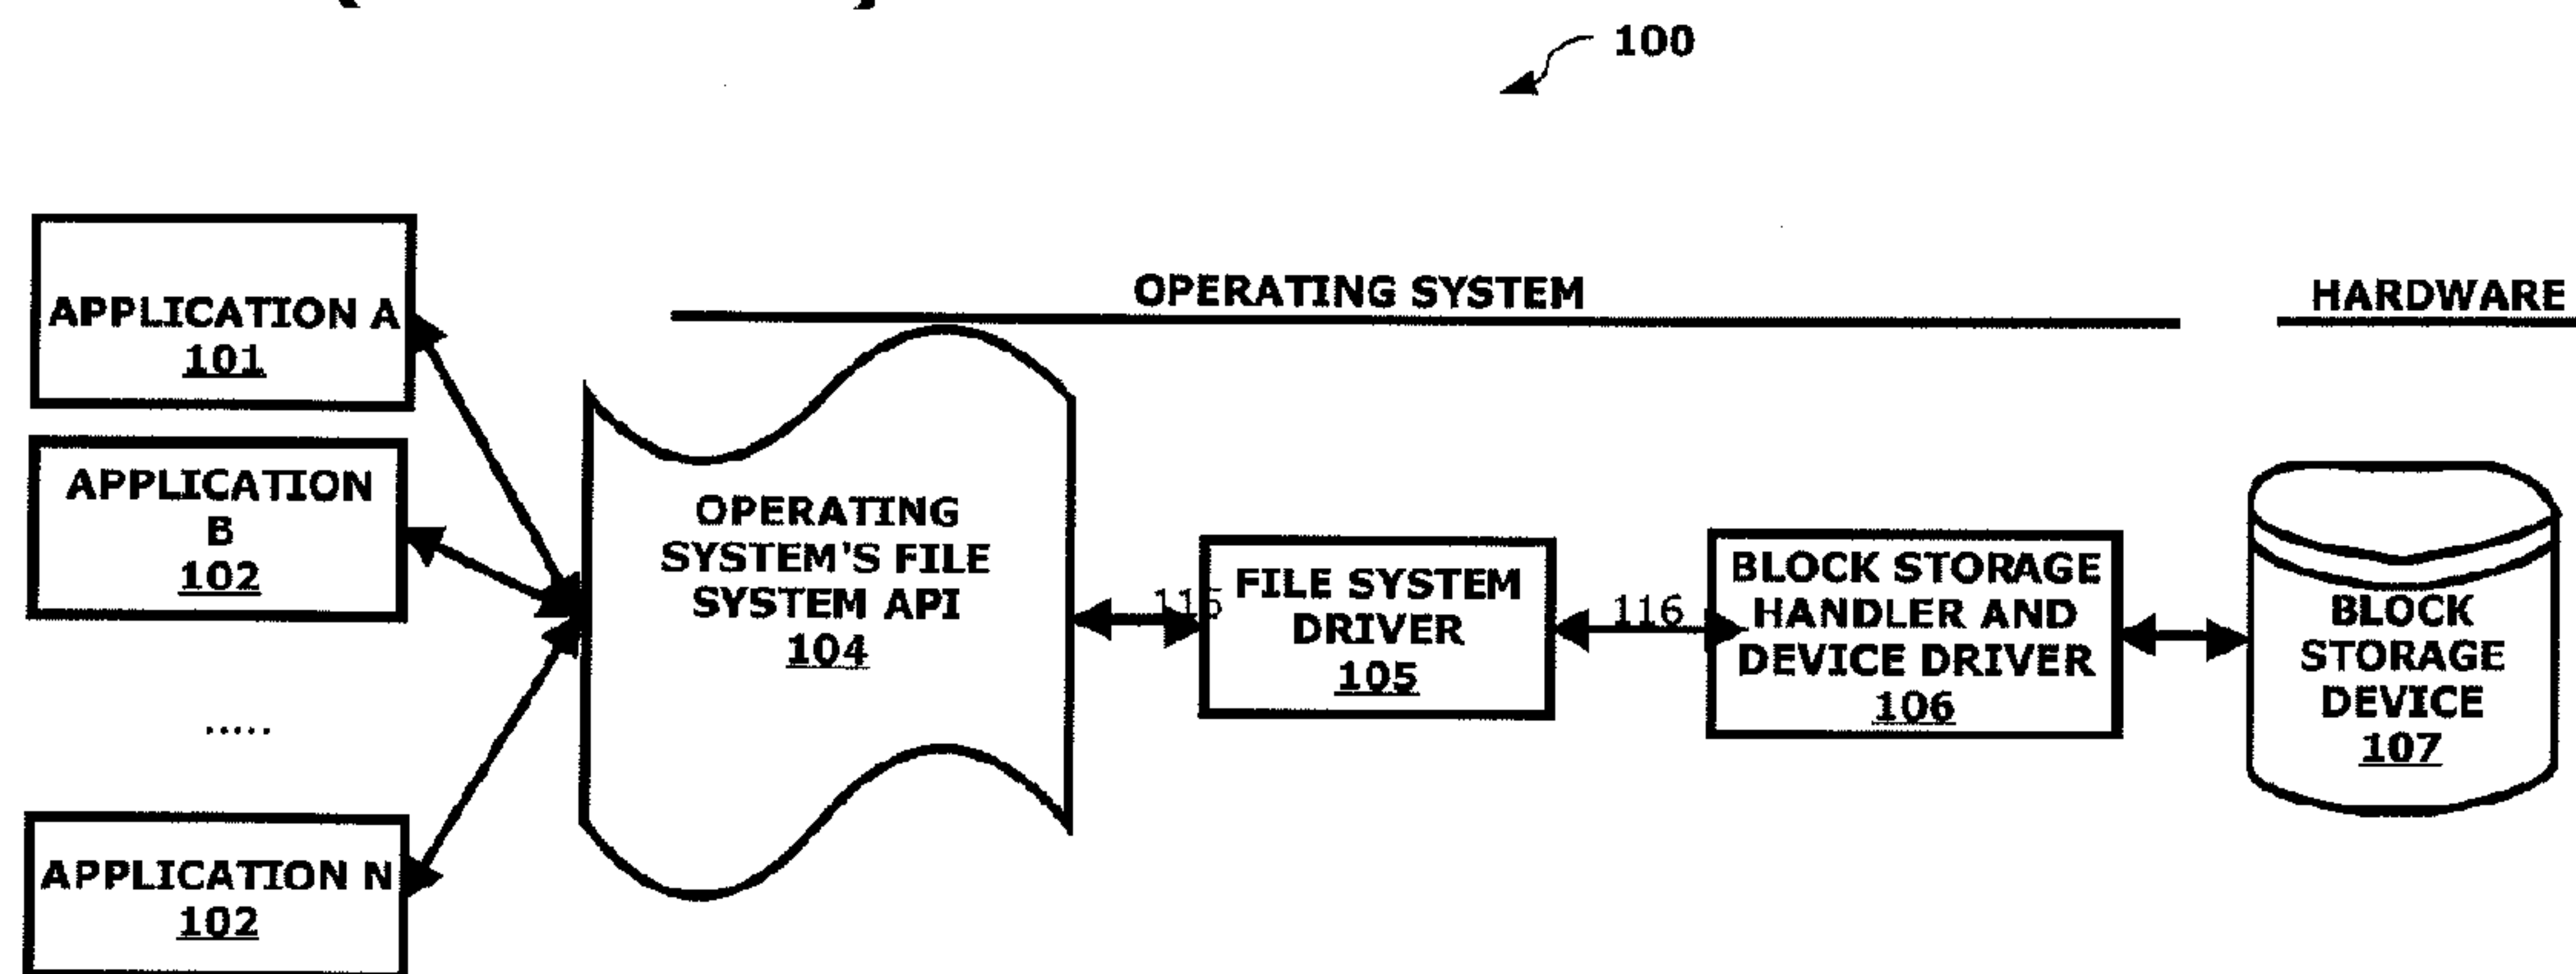 100
APPLICATION A
101
APPLICATION
B
102
.....
APPLICATION N
102
OPERATING SYSTEM
HARDWARE
OPERATING
SYSTEM'S FILE
SYSTEM API
104
115
FILE SYSTEM
DRIVER
105
116
BLOCK STORAGE
HANDLER AND
DEVICE DRIVER
106
BLOCK
STORAGE
DEVICE
107